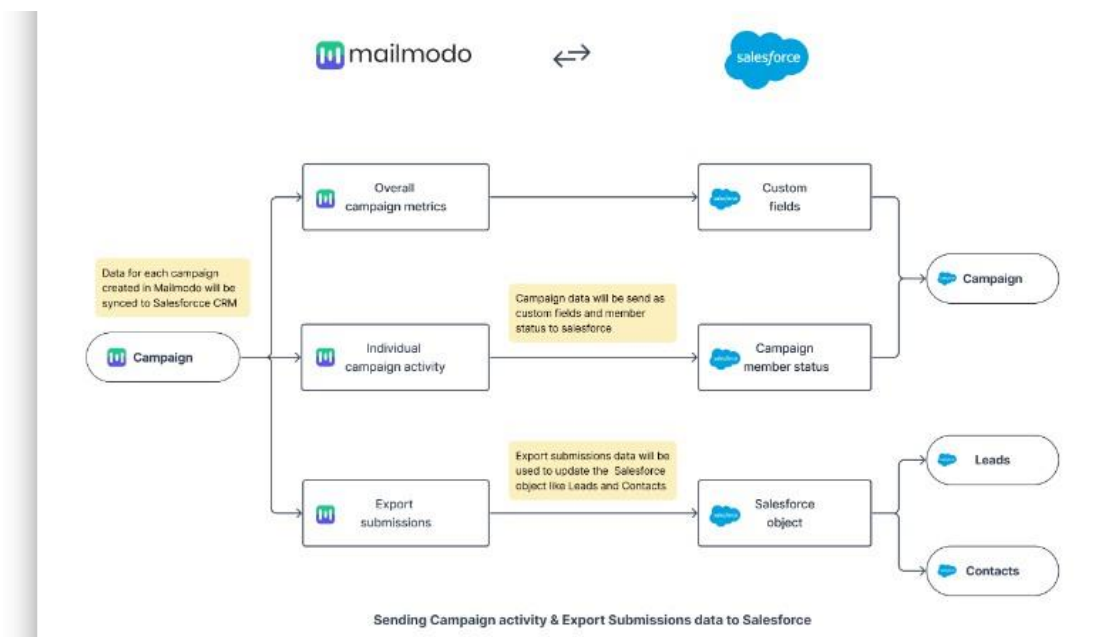 mailmodo
salesforce
Overall
campaign metrics
salesforce
Custom
fields
Data for each campaign
created in Mailmodo will be
synced to Salesforcce CRM
Campaign
Campaign data will be send as
custom fields and member
status to salesforce
Campaign
Individual
campaign activity
salesforce
Campaign
member status
Export submissions data will be
used to update the Salesforce
object like Leads and Contacts
Leads
Export
submissions
salesforce
Salesforce
object
Contacts
Sending Campaign activity & Export Submissions data to Salesforce